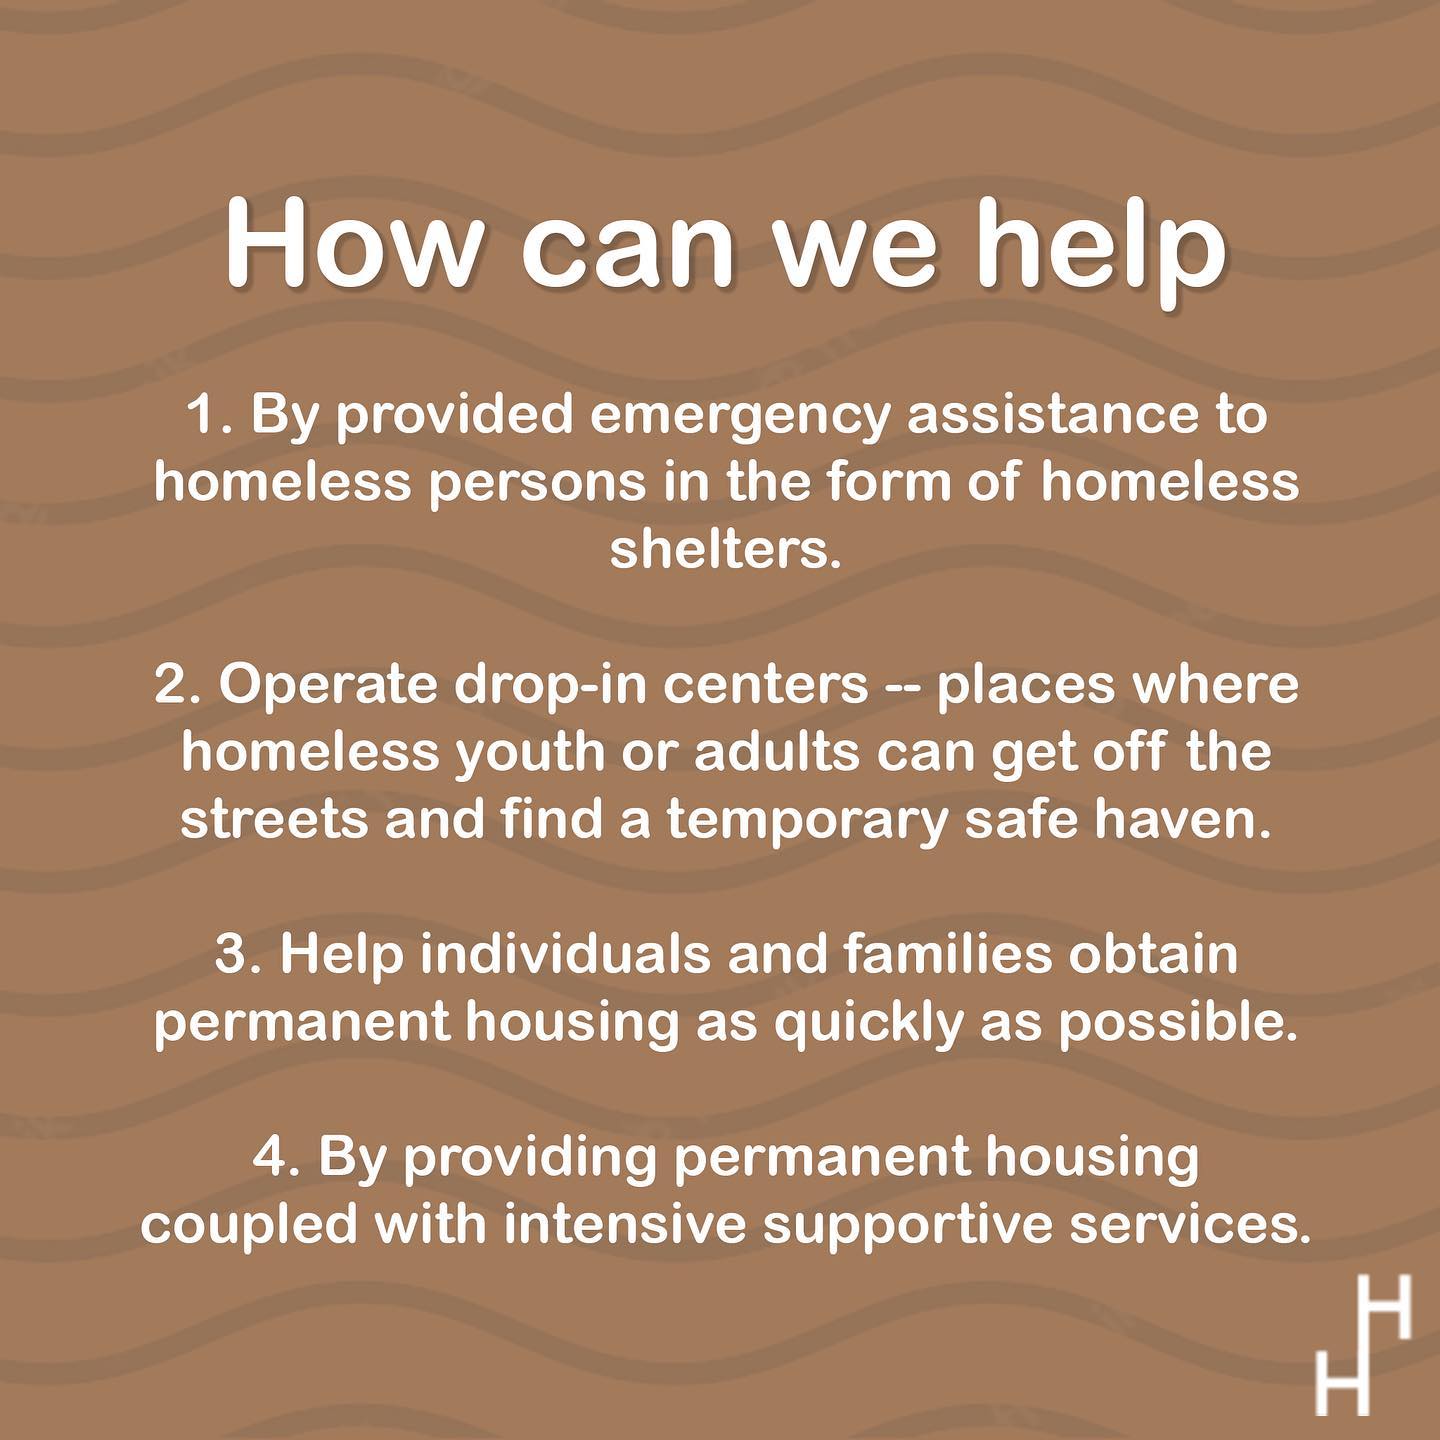 How can we help
1. By provided emergency assistance to
homeless persons in the form of homeless
shelters.
2. Operate drop-in centers -- places where
homeless youth or adults can get off the
streets and find a temporary safe haven.
3. Help individuals and families obtain
permanent housing as quickly as possible.
4. By providing permanent housing
coupled with intensive supportive services.
H
H